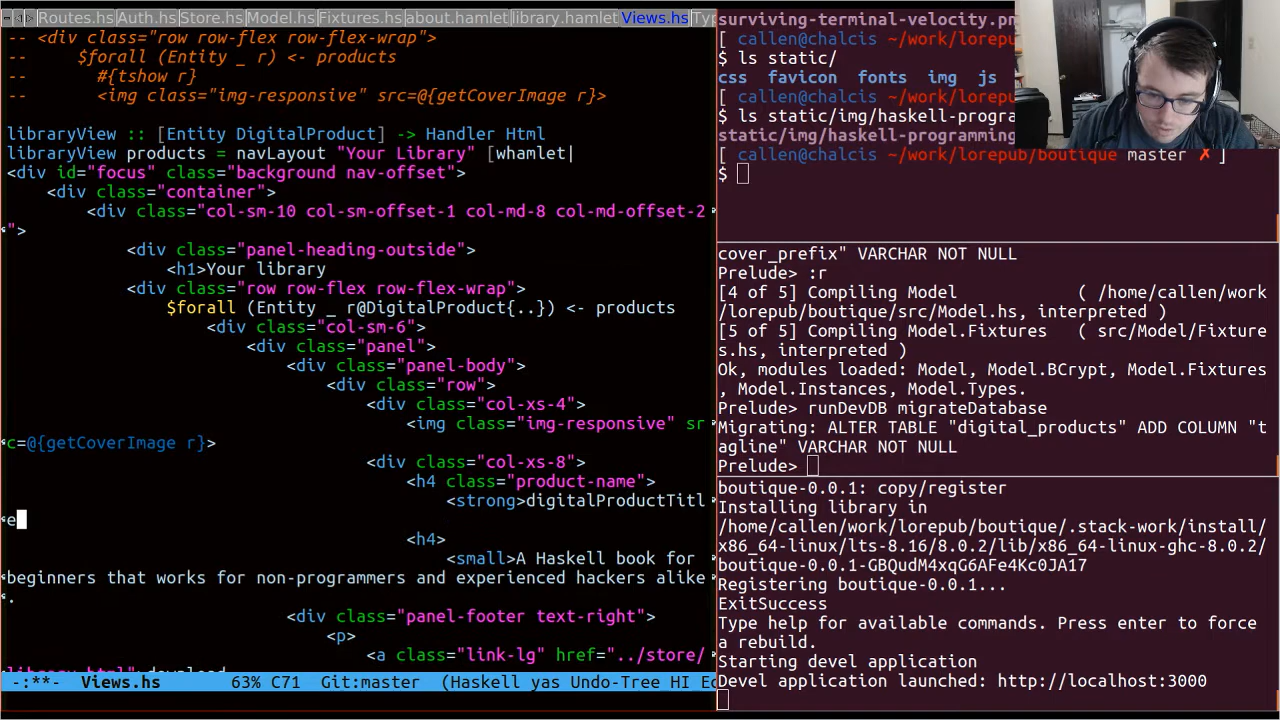 Routes.hs Auth.hs Store.hs Model.hs Fixtures.hs about.hamlet library.hamlet Views.hs Ty
-- <div class="row row-flex row-flex-wrap">
--     $forall (Entity _ r) <- products
--       #{tshow r}
--       <img class="img-responsive" src=@{getCoverImage r}>
libraryView :: [Entity DigitalProduct] -> Handler Html
libraryView products = navLayout "Your Library" [whamlet|
<div id="focus" class="background nav-offset">
    <div class="container">
        <div class="col-sm-10 col-sm-offset-1 col-md-8 col-md-offset-2
">
            <div class="panel-heading-outside">
                <h1>Your library
            <div class="row row-flex row-flex-wrap">
                $forall (Entity _ r@DigitalProduct{..}) <- products
                    <div class="col-sm-6">
                        <div class="panel">
                            <div class="panel-body">
                                <div class="row">
                                    <div class="col-xs-4">
                                        <img class="img-responsive" sr
c=@{getCoverImage r}>
                                    <div class="col-xs-8">
                                        <h4 class="product-name">
                                            <strong>digitalProductTitl
e
                                        <h4>
                                            <small>A Haskell book for
beginners that works for non-programmers and experienced hackers alike
.
                            <div class="panel-footer text-right">
                                <p>
                                    <a class="link-lg" href="../store/
-:**-  Views.hs       63% C71  Git:master  (Haskell yas Undo-Tree HI
surviving-terminal-velocity.pn
[ callen@chalcis ~/work/lorepub/
$ ls static/
css  favicon  fonts  img  js
[ callen@chalcis ~/work/lorepub/
$ ls static/img/haskell-progra
static/img/haskell-programming
[ callen@chalcis ~/work/lorepub/boutique master ✗ ]
$
cover_prefix" VARCHAR NOT NULL
Prelude> :r
[4 of 5] Compiling Model            ( /home/callen/work
/lorepub/boutique/src/Model.hs, interpreted )
[5 of 5] Compiling Model.Fixtures   ( src/Model/Fixture
s.hs, interpreted )
Ok, modules loaded: Model, Model.BCrypt, Model.Fixtures
, Model.Instances, Model.Types.
Prelude> runDevDB migrateDatabase
Migrating: ALTER TABLE "digital_products" ADD COLUMN "t
agline" VARCHAR NOT NULL
Prelude>
boutique-0.0.1: copy/register
Installing library in
/home/callen/work/lorepub/boutique/.stack-work/install/
x86_64-linux/lts-8.16/8.0.2/lib/x86_64-linux-ghc-8.0.2/
boutique-0.0.1-GBQudM4xqG6AFe4Kc0JA17
Registering boutique-0.0.1...
ExitSuccess
Type help for available commands. Press enter to force
a rebuild.
Starting devel application
Devel application launched: http://localhost:3000